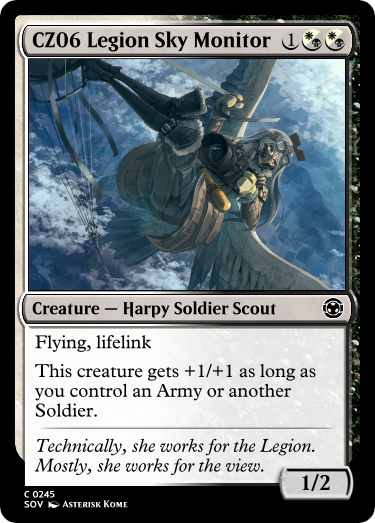 CZ06 Legion Sky Monitor 1
Creature — Harpy Soldier Scout
Flying, lifelink
This creature gets +1/+1 as long as
you control an Army or another
Soldier.
Technically, she works for the Legion.
Mostly, she works for the view.
1/2
C 0245
SOV Asterisk Kome